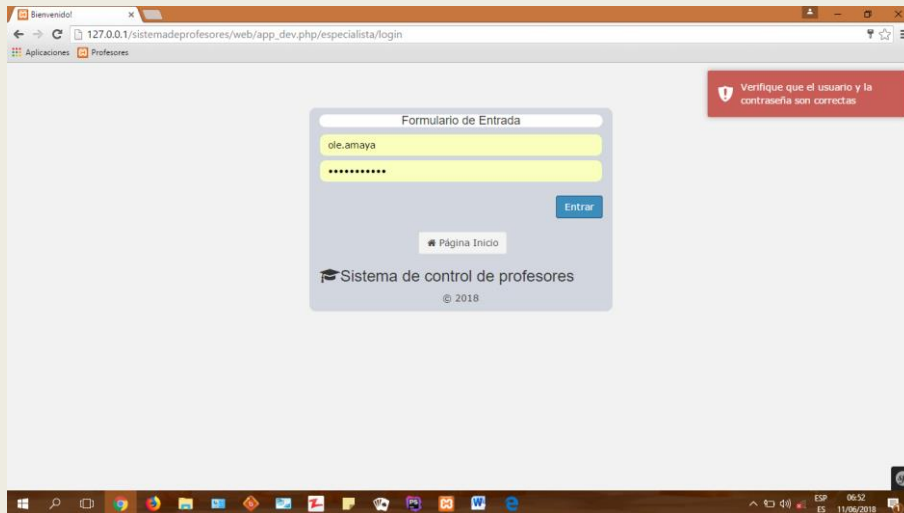 Bienvenido!
127.0.0.1/sistemadeprofesores/web/app_dev.php/especialista/login
Aplicaciones Profesores
Verifique que el usuario y la
contraseña son correctas
Formulario de Entrada
ole.amaya
•••••••••••
Entrar
Página Inicio
Sistema de control de profesores
© 2018
ESP 06:52
ES 11/06/2018